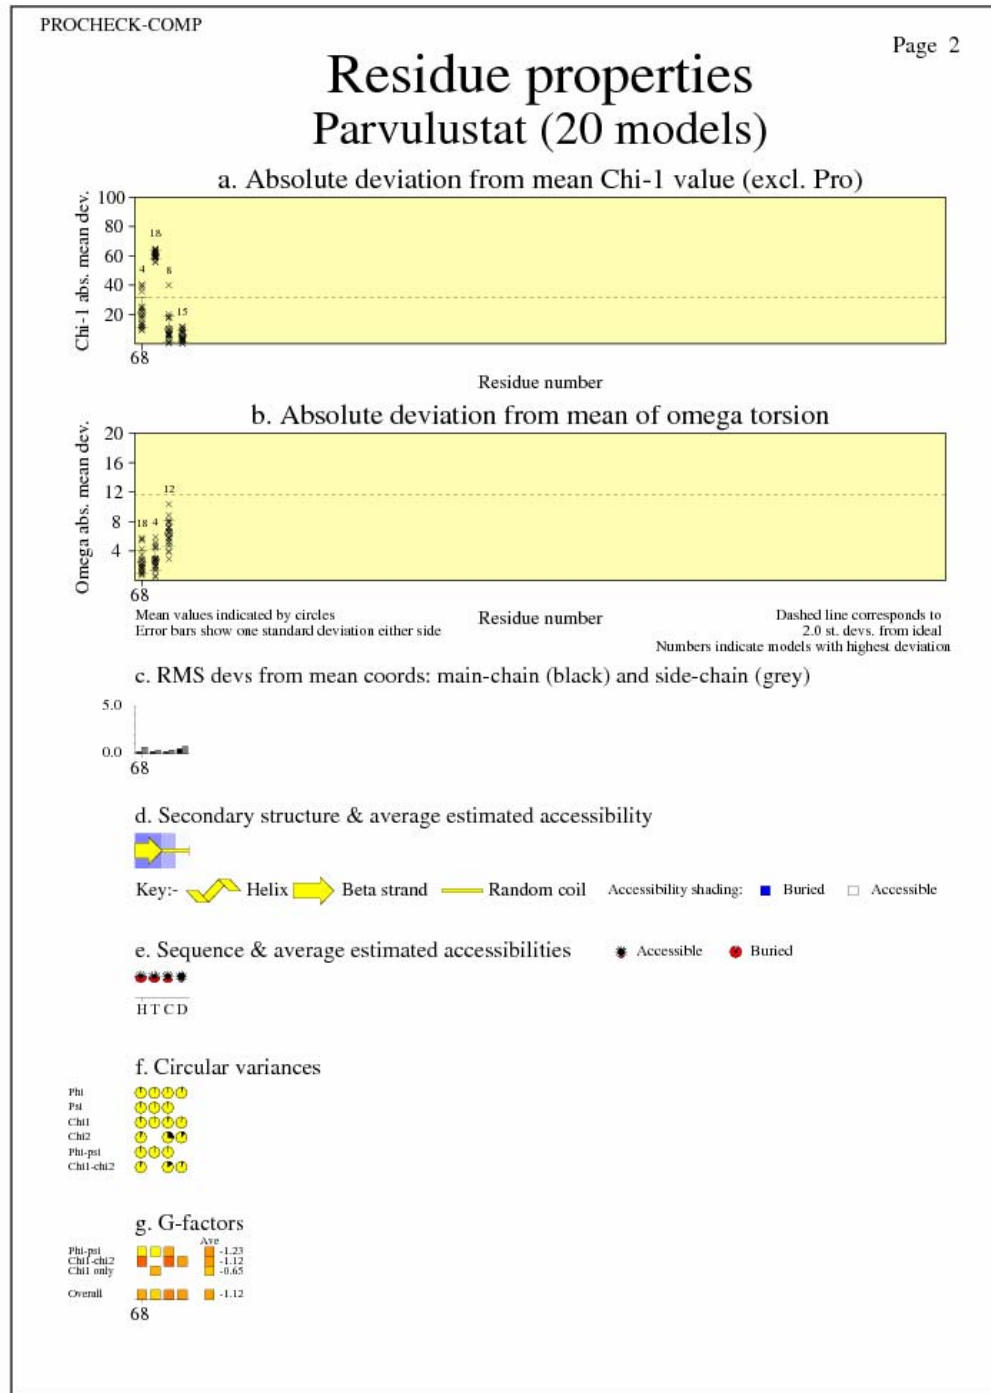 PROCHECK-COMP
Page 2
Residue properties
Parvulustat (20 models)
a. Absolute deviation from mean Chi-1 value (excl. Pro)
Chi-1 abs. mean dev.
100
80
60
40
20
18
4
8
15
68
Residue number
b. Absolute deviation from mean of omega torsion
Omega abs. mean dev.
20
16
12
8
4
12
18 4
68
Mean values indicated by circles
Error bars show one standard deviation either side
Residue number
Dashed line corresponds to
2.0 st. devs. from ideal
Numbers indicate models with highest deviation
c. RMS devs from mean coords: main-chain (black) and side-chain (grey)
5.0
0.0
68
d. Secondary structure & average estimated accessibility
Key:- Helix Beta strand Random coil Accessibility shading: Buried Accessible
e. Sequence & average estimated accessibilities Accessible Buried
H T C D
f. Circular variances
Phi
Psi
Chi1
Chi2
Phi-psi
Chi1-chi2
g. G-factors
Ave
Phi-psi -1.23
Chi1-chi2 -1.12
Chi1 only -0.65
Overall -1.12
68